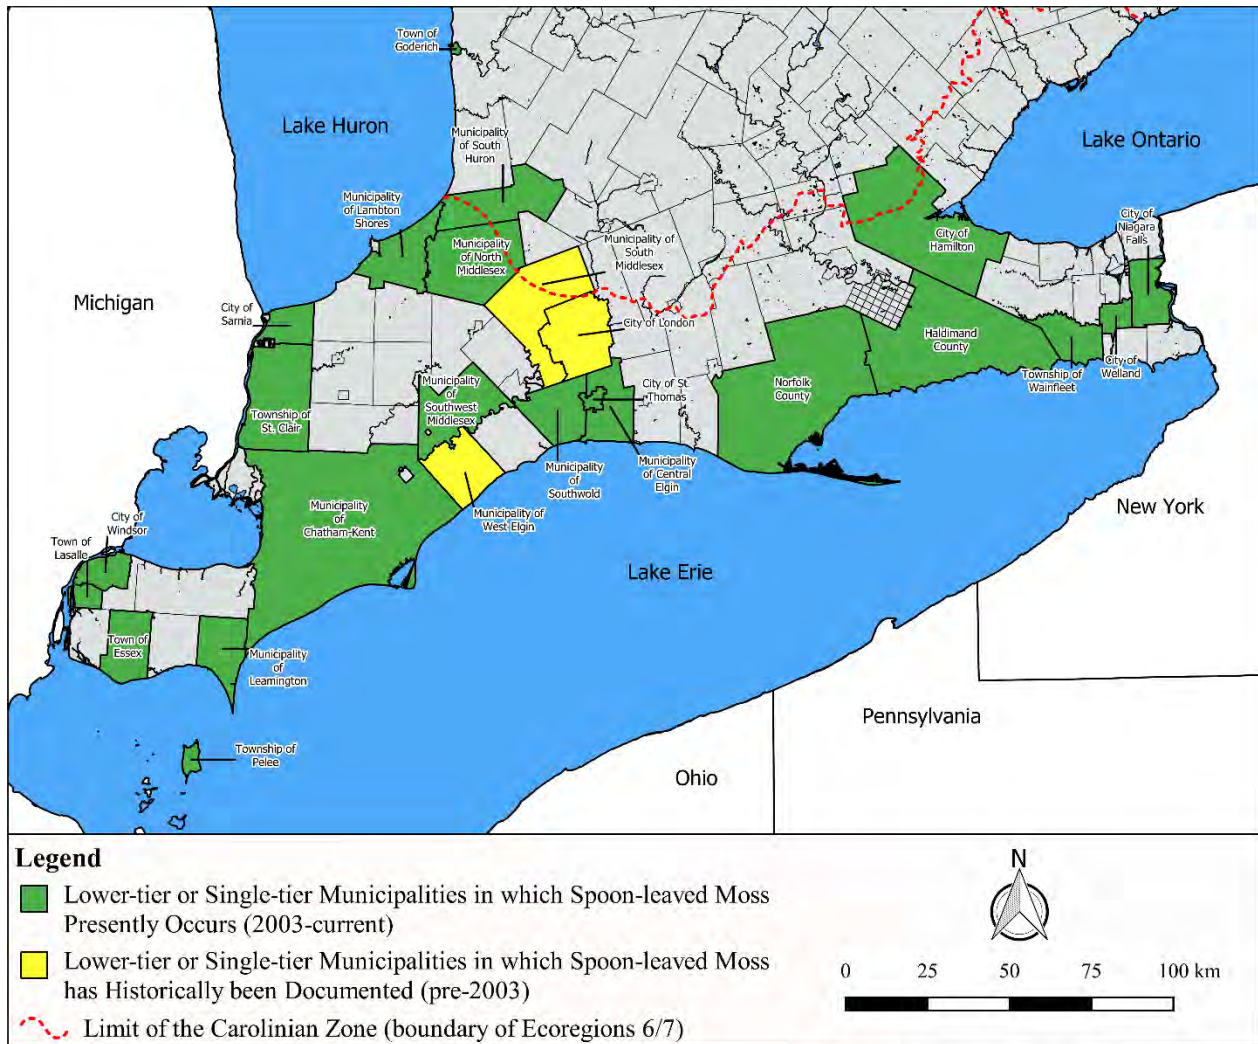 Town of
Goderich
Lake Huron
Municipality
of South
Huron
Lake Ontario
Municipality
of Lambton
Shores
City of
Niagara
Falls
City of
Hamilton
Municipality
of North
Middlesex
Municipality of
South
Middlesex
Michigan
City of
Sarnia
City of London
Haldimand
County
Township of
Wainfleet
City of
Welland
Municipality
of
Southwest
Middlesex
City of St.
Thomas
Norfolk
County
Township of
St. Clair
Municipality
of
Southwold
Municipality
of Central
Elgin
Municipality
of
Chatham-Kent
Municipality of
West Elgin
New York
City of
Windsor
Town of
Lasalle
Lake Erie
Town of
Essex
Municipality
of
Leamington
Pennsylvania
Township of
Pelee
Ohio
Legend
Lower-tier or Single-tier Municipalities in which Spoon-leaved Moss
Presently Occurs (2003-current)
Lower-tier or Single-tier Municipalities in which Spoon-leaved Moss
has Historically been Documented (pre-2003)
Limit of the Carolinian Zone (boundary of Ecoregions 6/7)
N
0 25 50 75 100 km